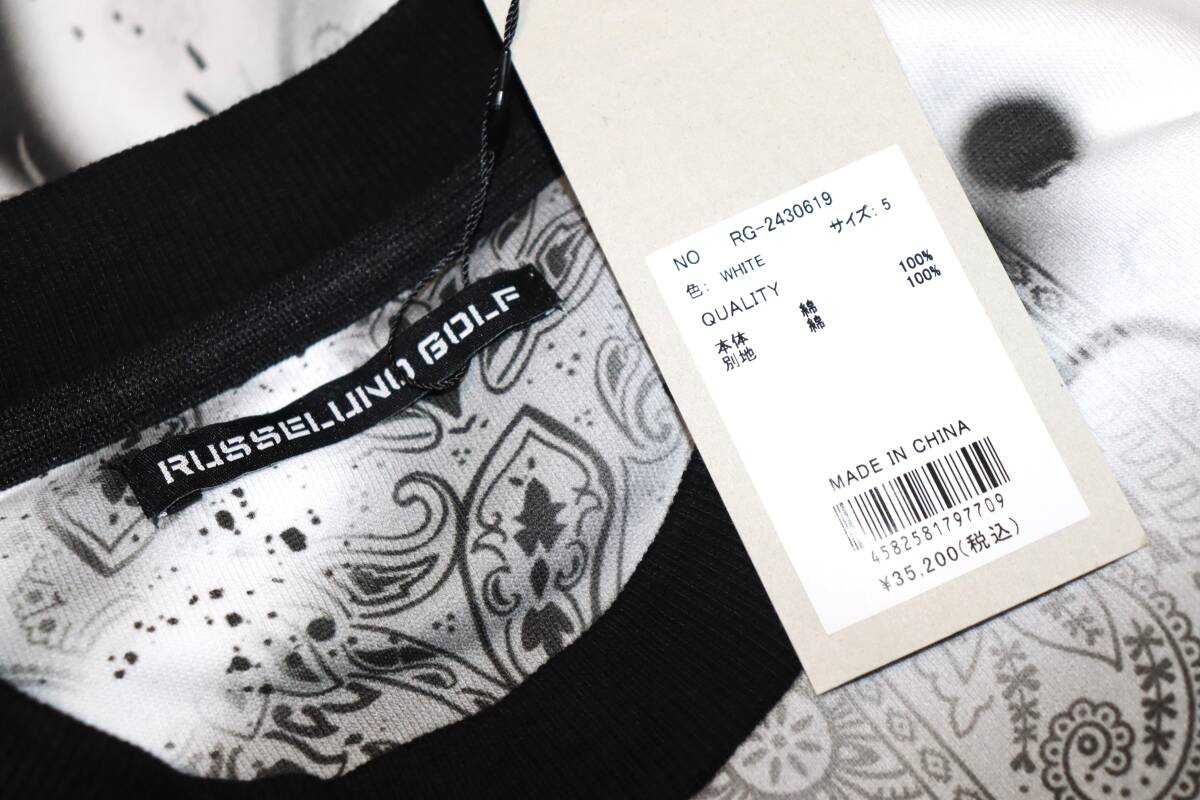 RUSSELUNO GOLF
NO RG-2430619
色: WHITE サイズ: 5
QUALITY
本体 綿 100%
別地 綿 100%
MADE IN CHINA
4582581797709
¥35,200(税込)